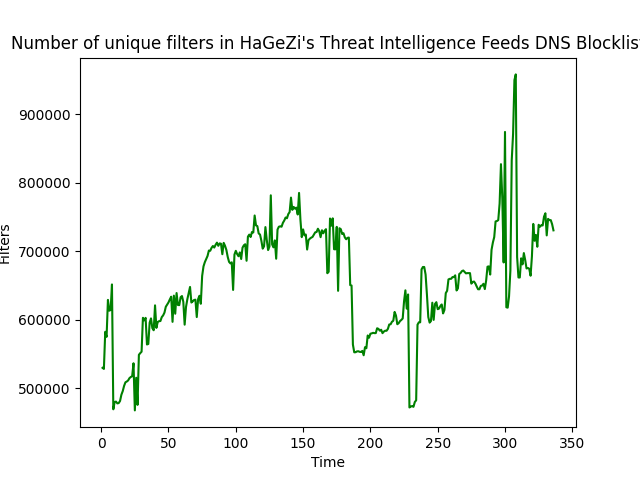 Number of unique filters in HaGeZi's Threat Intelligence Feeds DNS Blocklist
900000
800000
700000
600000
500000
Filters
0 50 100 150 200 250 300 350
Time